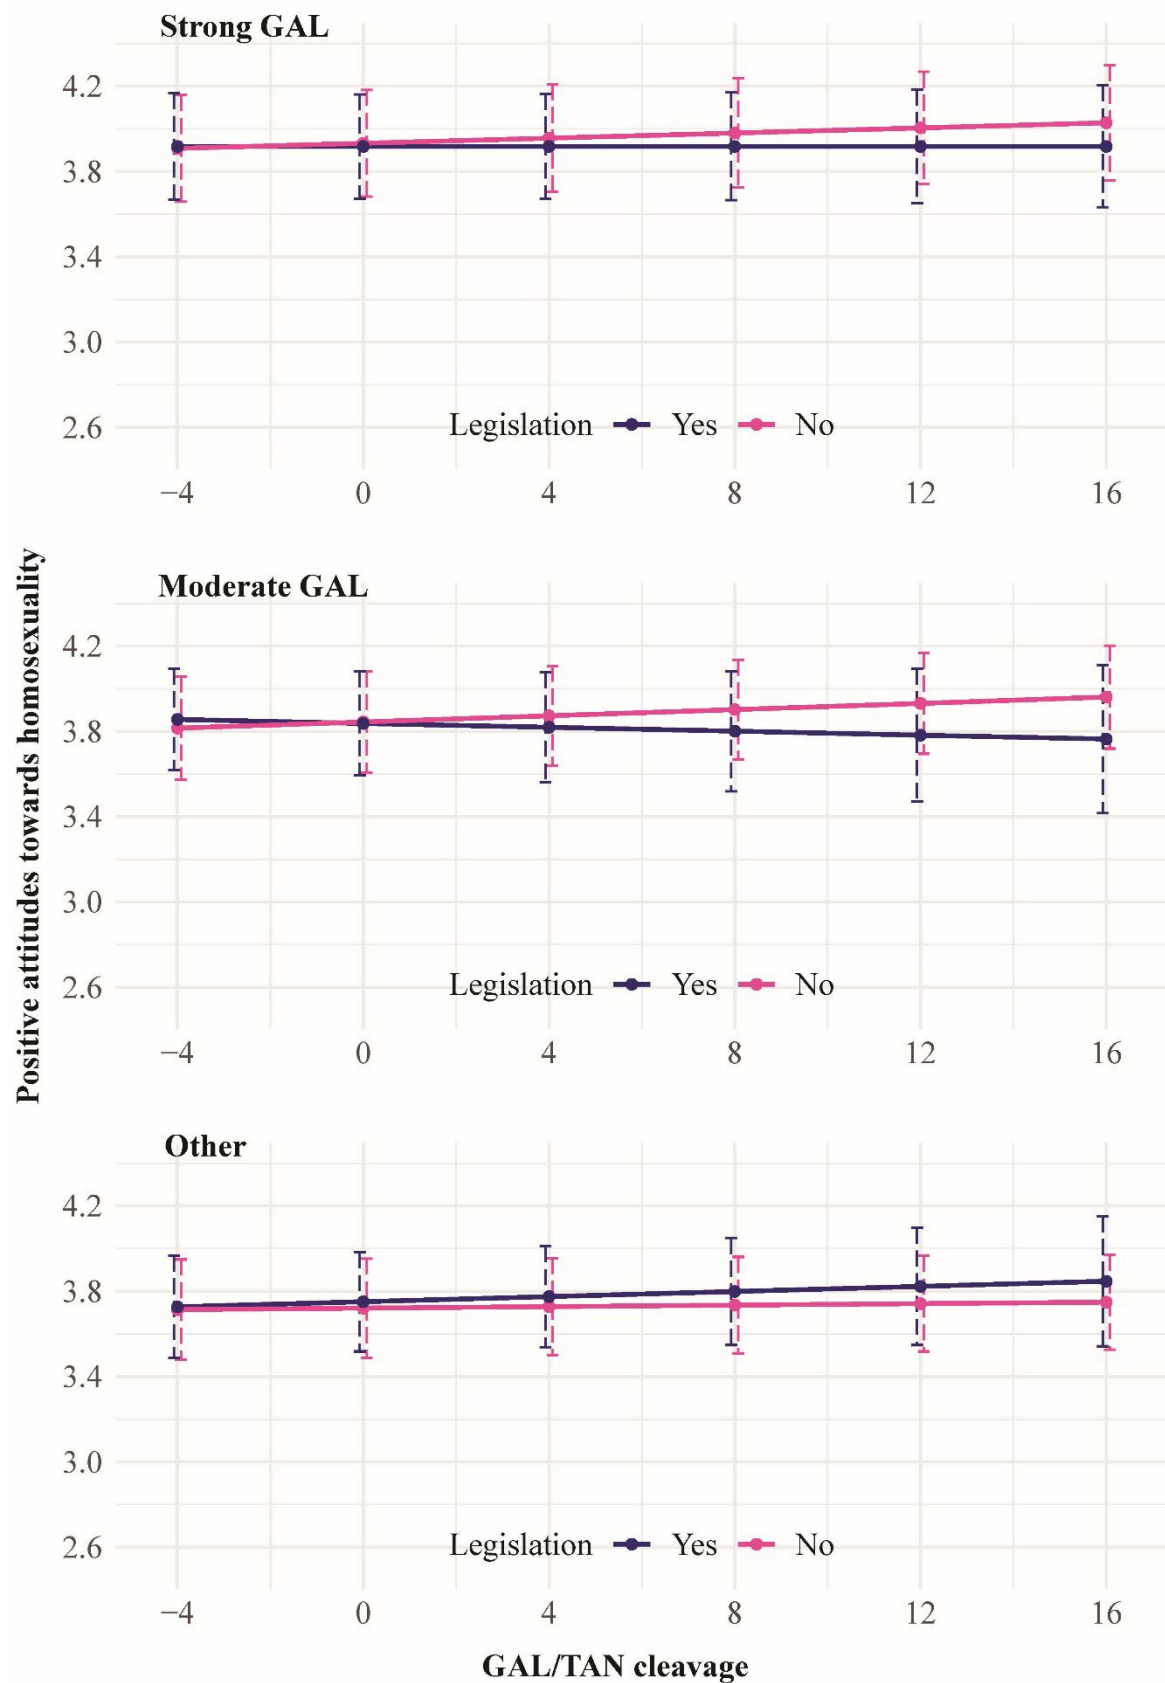 Strong GAL
4.2
3.8
3.4
3.0
2.6
Legislation Yes No
−4 0 4 8 12 16
Positive attitudes towards homosexuality
Moderate GAL
4.2
3.8
3.4
3.0
2.6
Legislation Yes No
−4 0 4 8 12 16
Other
4.2
3.8
3.4
3.0
2.6
Legislation Yes No
−4 0 4 8 12 16
GAL/TAN cleavage